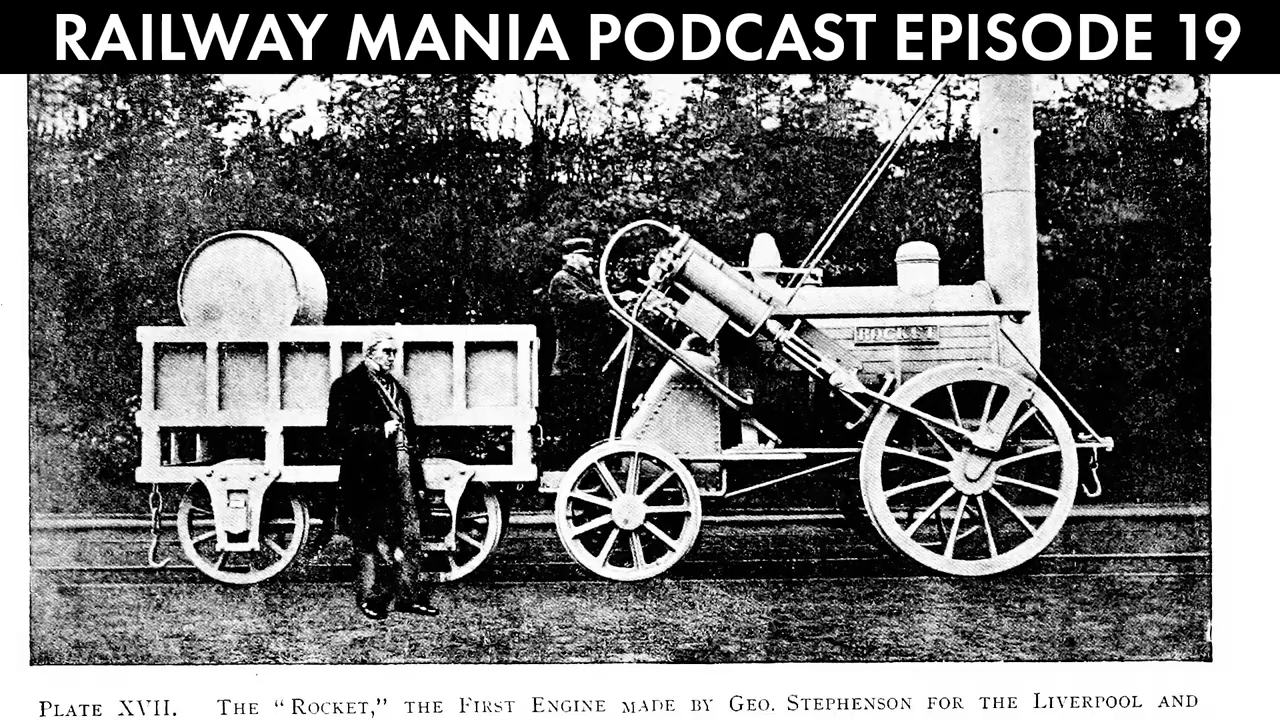 RAILWAY MANIA PODCAST EPISODE 19
ROCKET
PLATE XVII. THE "ROCKET," THE FIRST ENGINE MADE BY GEO. STEPHENSON FOR THE LIVERPOOL AND